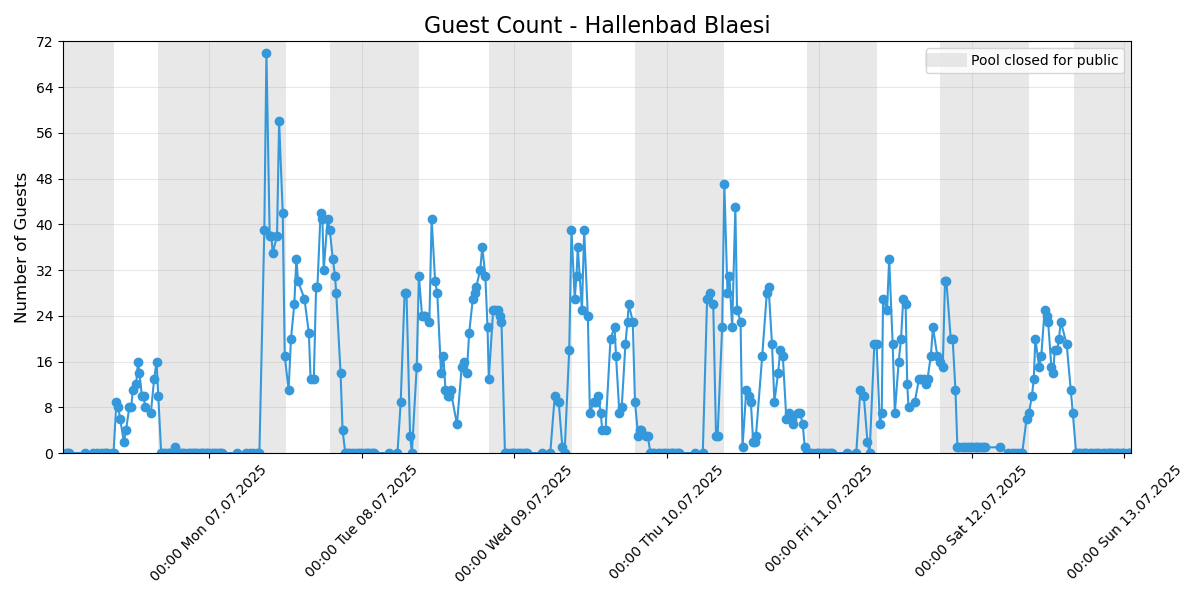 Guest Count - Hallenbad Blaesi
Pool closed for public
Number of Guests
72
64
56
48
40
32
24
16
8
0
00:00 Mon 07.07.2025
00:00 Tue 08.07.2025
00:00 Wed 09.07.2025
00:00 Thu 10.07.2025
00:00 Fri 11.07.2025
00:00 Sat 12.07.2025
00:00 Sun 13.07.2025